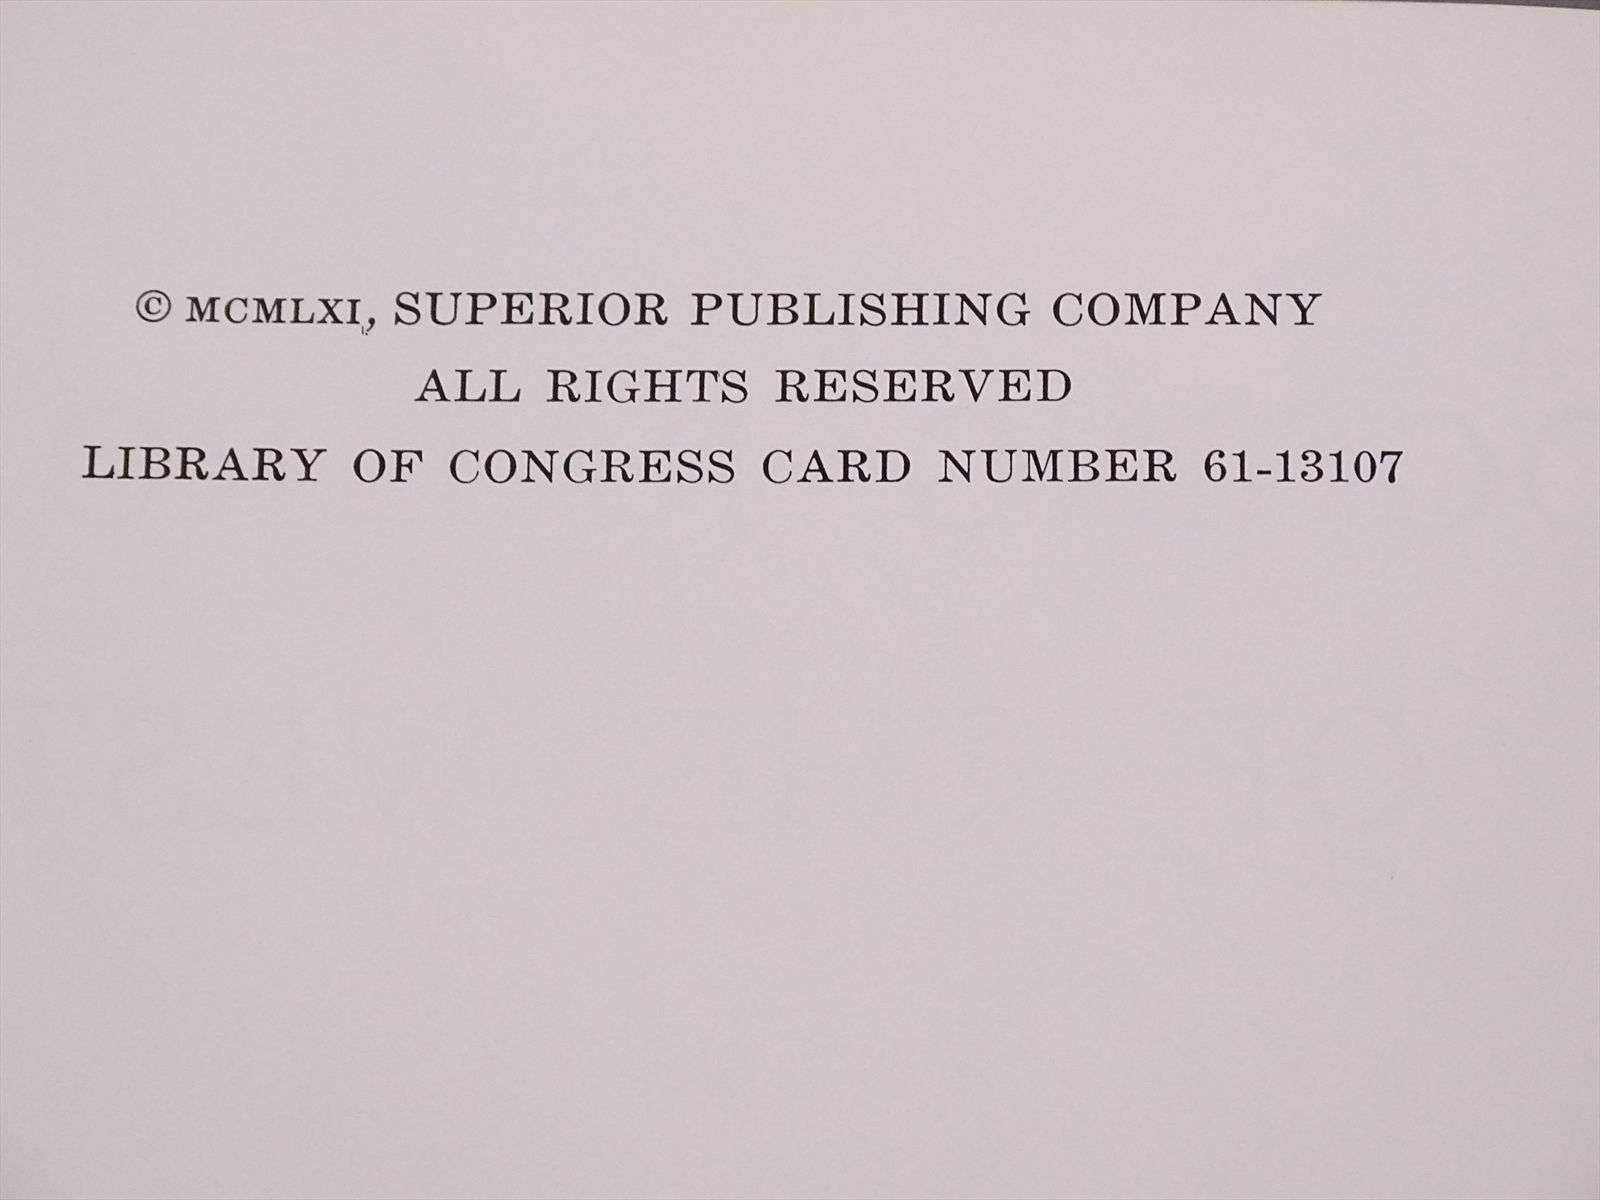 © MCMLXI, SUPERIOR PUBLISHING COMPANY
ALL RIGHTS RESERVED
LIBRARY OF CONGRESS CARD NUMBER 61-13107